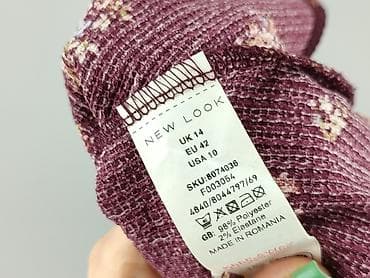 NEW LOOK
UK 14
EU 42
USA 10
SKU:8074038
F003054
4840/8044797/69
GB: 98% Polyester
2% Elastane
MADE IN ROMANIA